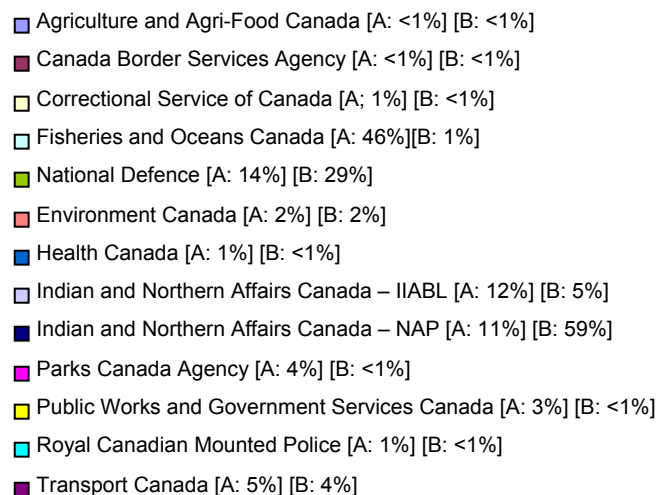 Agriculture and Agri-Food Canada [A: <1%] [B: <1%]
Canada Border Services Agency [A: <1%] [B: <1%]
Correctional Service of Canada [A; 1%] [B: <1%]
Fisheries and Oceans Canada [A: 46%][B: 1%]
National Defence [A: 14%] [B: 29%]
Environment Canada [A: 2%] [B: 2%]
Health Canada [A: 1%] [B: <1%]
Indian and Northern Affairs Canada – IIABL [A: 12%] [B: 5%]
Indian and Northern Affairs Canada – NAP [A: 11%] [B: 59%]
Parks Canada Agency [A: 4%] [B: <1%]
Public Works and Government Services Canada [A: 3%] [B: <1%]
Royal Canadian Mounted Police [A: 1%] [B: <1%]
Transport Canada [A: 5%] [B: 4%]